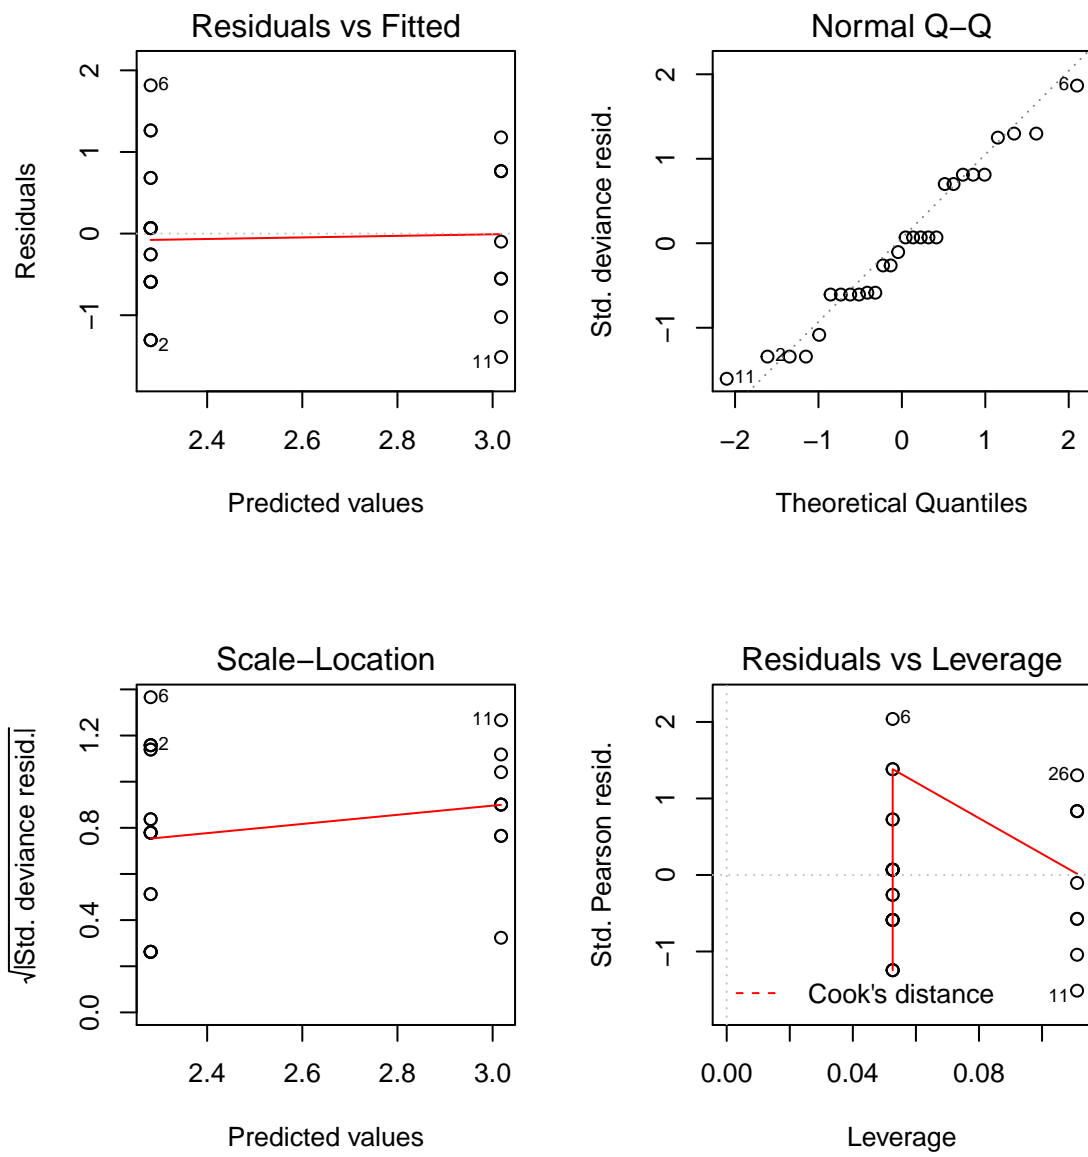 Residuals vs Fitted
2
1
0
−1
Residuals
6
2
11
2.4 2.6 2.8 3.0
Predicted values
Normal Q−Q
2
1
0
−1
Std. deviance resid.
6
2
11
−2 −1 0 1 2
Theoretical Quantiles
Scale−Location
1.2
0.8
0.4
0.0
√|Std. deviance resid.|
6
2
11
2.4 2.6 2.8 3.0
Predicted values
Residuals vs Leverage
2
1
0
−1
Std. Pearson resid.
6
26
11
Cook's distance
0.00 0.04 0.08
Leverage